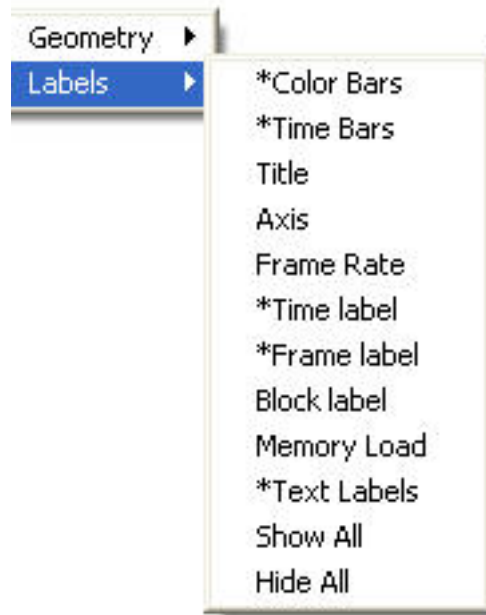 Geometry
Labels
*Color Bars
*Time Bars
Title
Axis
Frame Rate
*Time label
*Frame label
Block label
Memory Load
*Text Labels
Show All
Hide All